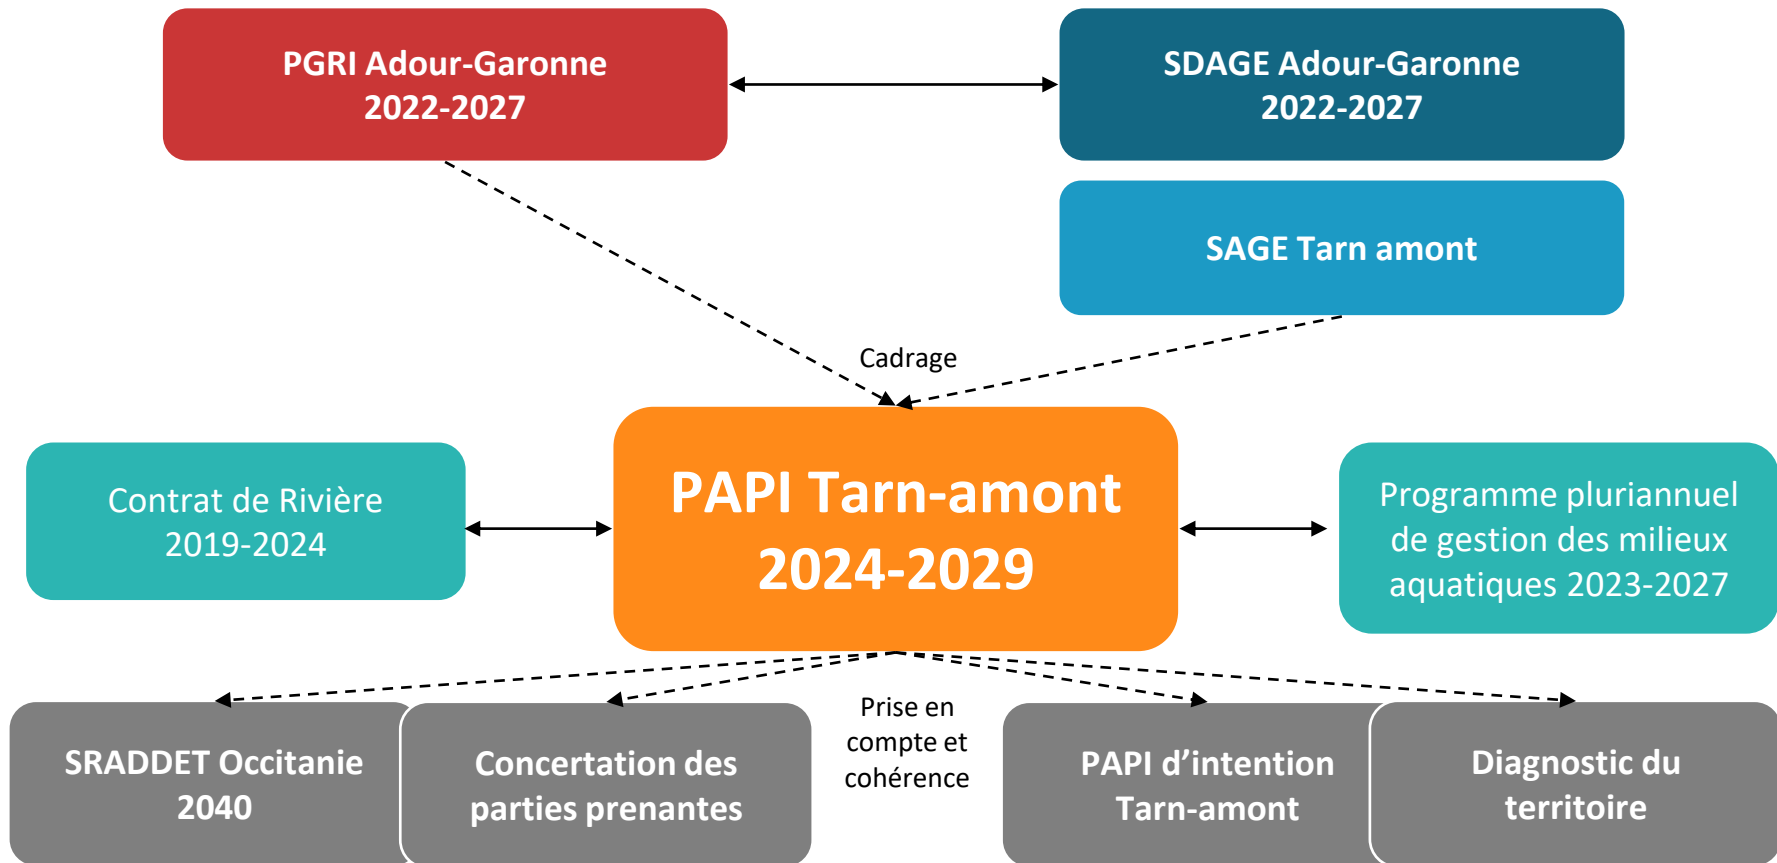 PGRI Adour-Garonne
2022-2027
SDAGE Adour-Garonne
2022-2027
SAGE Tarn amont
Cadrage
Contrat de Rivière
2019-2024
PAPI Tarn-amont
2024-2029
Programme pluriannuel
de gestion des milieux
aquatiques 2023-2027
SRADDET Occitanie
2040
Concertation des
parties prenantes
Prise en
compte et
cohérence
PAPI d’intention
Tarn-amont
Diagnostic du
territoire